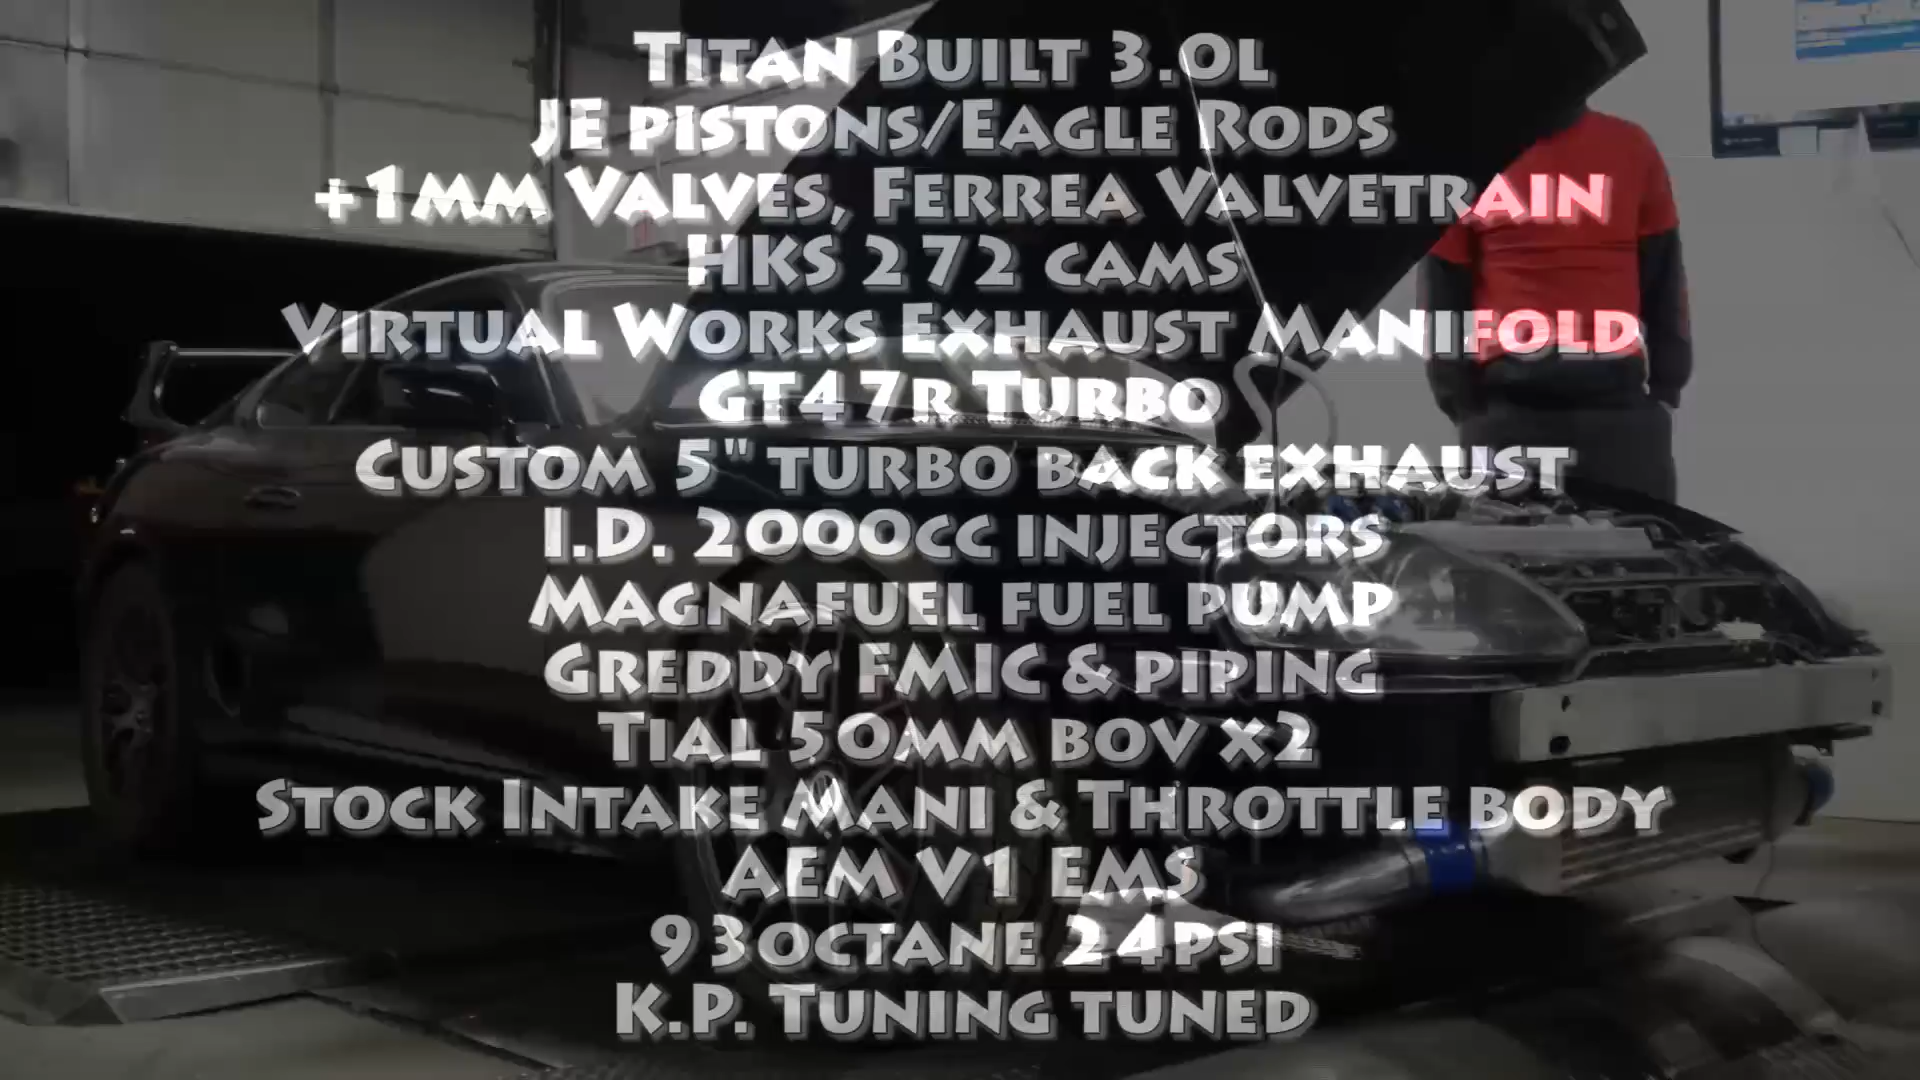 Titan Built 3.0L
JE pistons/Eagle Rods
+1mm Valves, Ferrea Valvetrain
HKS 272 cams
Virtual Works Exhaust Manifold
GT47r Turbo
Custom 5" turbo back exhaust
I.D. 2000cc injectors
Magnafuel fuel pump
Greddy FMIC & piping
Tial 50mm bov x2
Stock Intake Mani & Throttle body
AEM V1 EMS
93octane 24psi
K.P. Tuning tuned